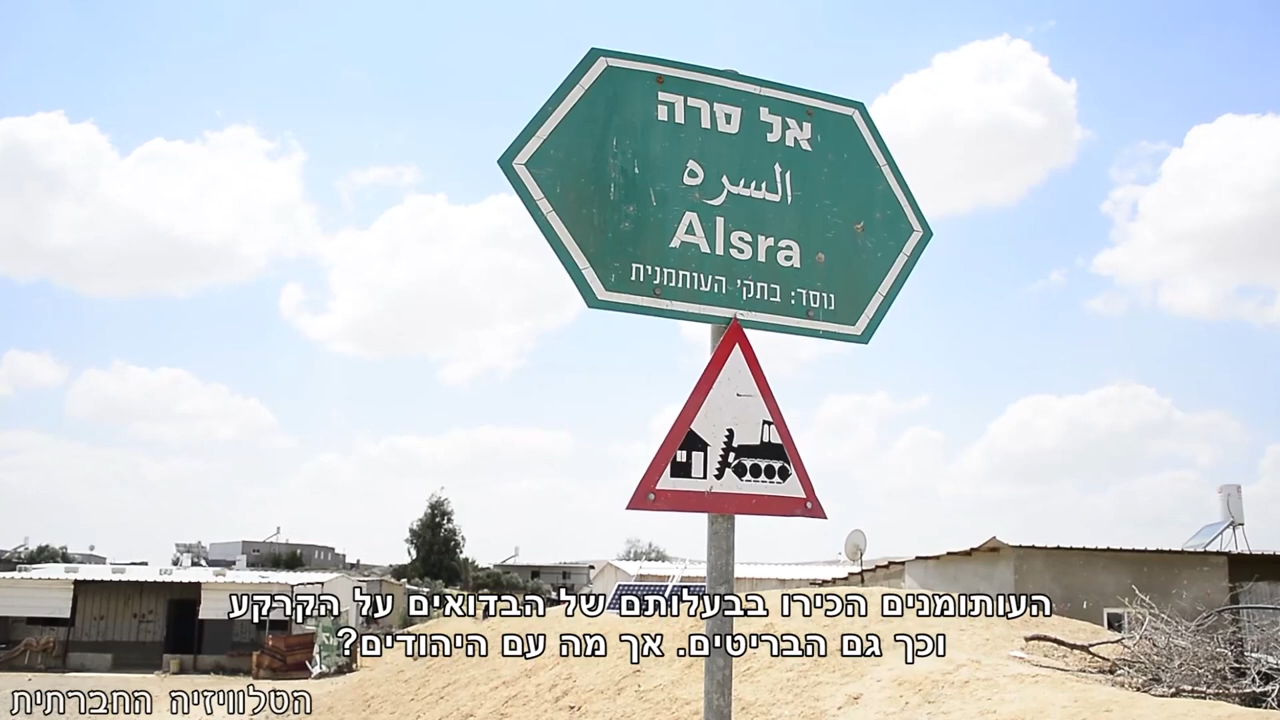 אל סרה
السره
Alsra
נוסד: בתק' העותמנית
העותומנים הכירו בבעלותם של הבדואים על הקרקע
וכך גם הבריטים. אך מה עם היהודים?
הטלוויזיה החברתית